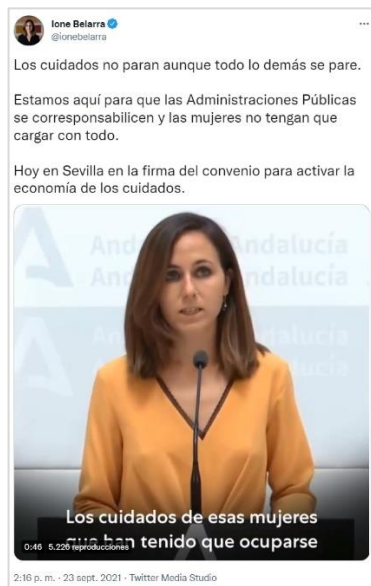 Ione Belarra
@ionebelarra
Los cuidados no paran aunque todo lo demás se pare.
Estamos aquí para que las Administraciones Públicas
se corresponsabilicen y las mujeres no tengan que
cargar con todo.
Hoy en Sevilla en la firma del convenio para activar la
economía de los cuidados.
Andalucía
Andalucía
Los cuidados de esas mujeres
que han tenido que ocuparse
0:46 5.226 reproducciones
2:16 p. m. · 23 sept. 2021 · Twitter Media Studio